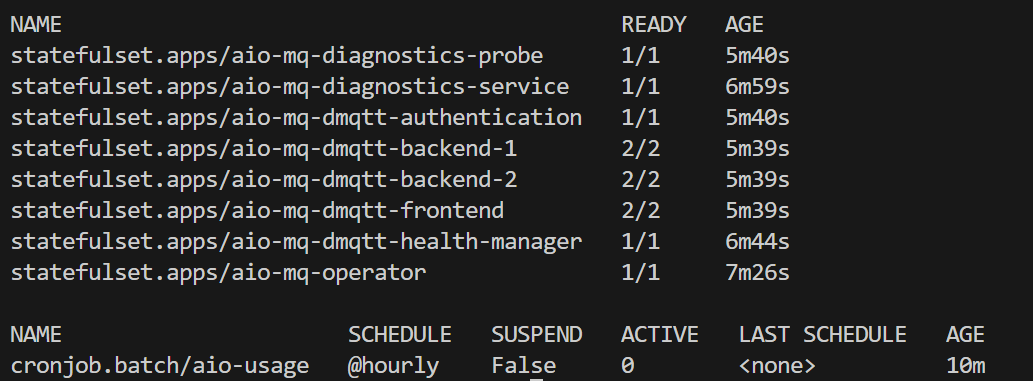 NAME READY AGE
statefulset.apps/aio-mq-diagnostics-probe 1/1 5m40s
statefulset.apps/aio-mq-diagnostics-service 1/1 6m59s
statefulset.apps/aio-mq-dmqtt-authentication 1/1 5m40s
statefulset.apps/aio-mq-dmqtt-backend-1 2/2 5m39s
statefulset.apps/aio-mq-dmqtt-backend-2 2/2 5m39s
statefulset.apps/aio-mq-dmqtt-frontend 2/2 5m39s
statefulset.apps/aio-mq-dmqtt-health-manager 1/1 6m44s
statefulset.apps/aio-mq-operator 1/1 7m26s
NAME SCHEDULE SUSPEND ACTIVE LAST SCHEDULE AGE
cronjob.batch/aio-usage @hourly False 0 <none> 10m